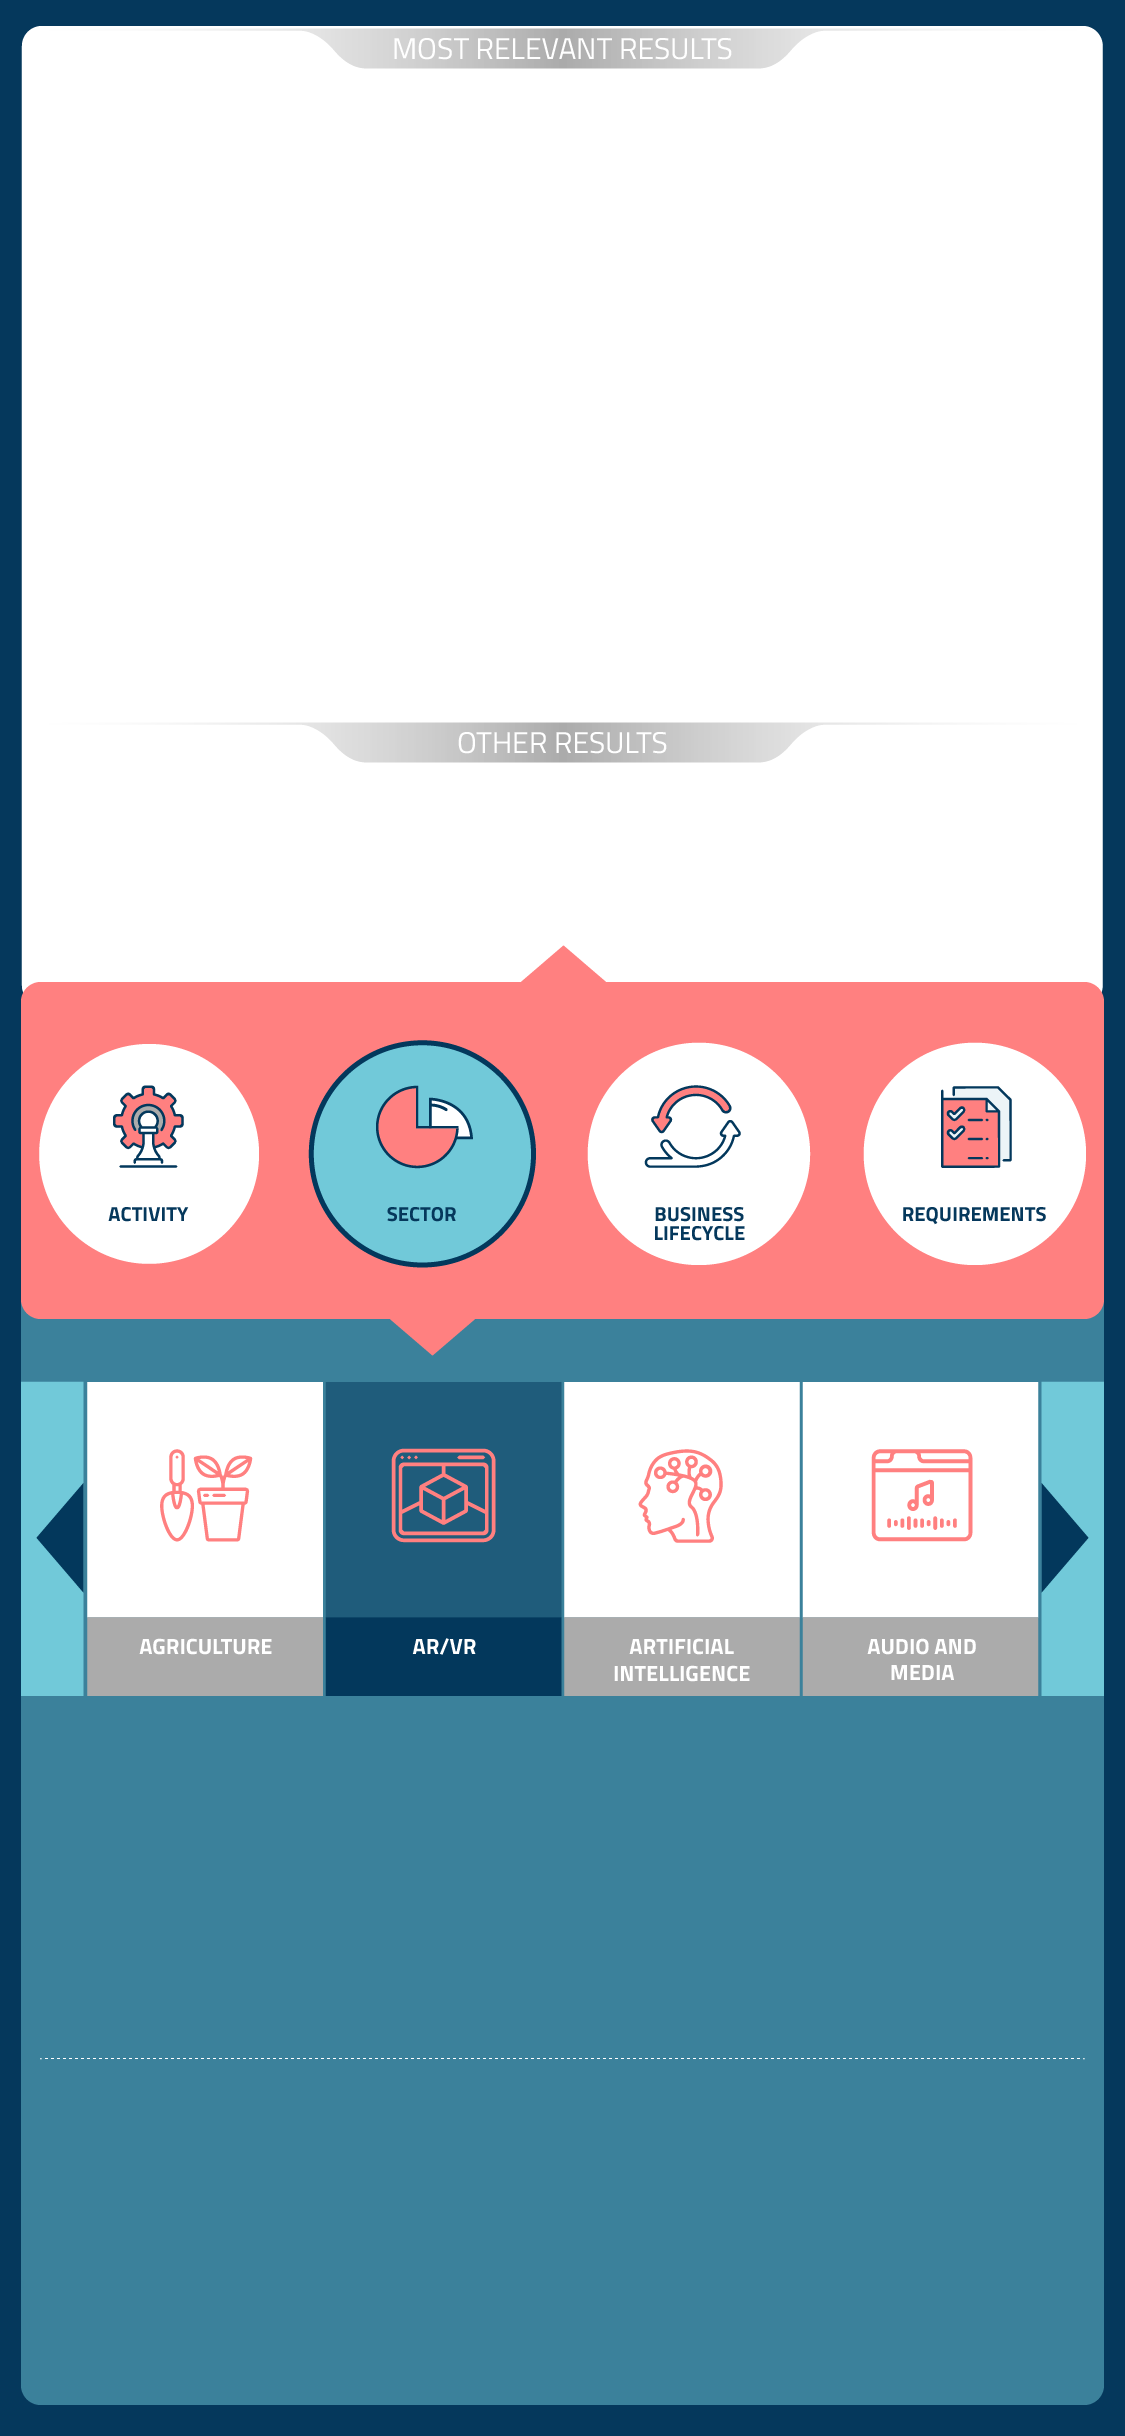 MOST RELEVANT RESULTS
OTHER RESULTS
ACTIVITY
SECTOR
BUSINESS
LIFECYCLE
REQUIREMENTS
AGRICULTURE
AR/VR
ARTIFICIAL
INTELLIGENCE
AUDIO AND
MEDIA